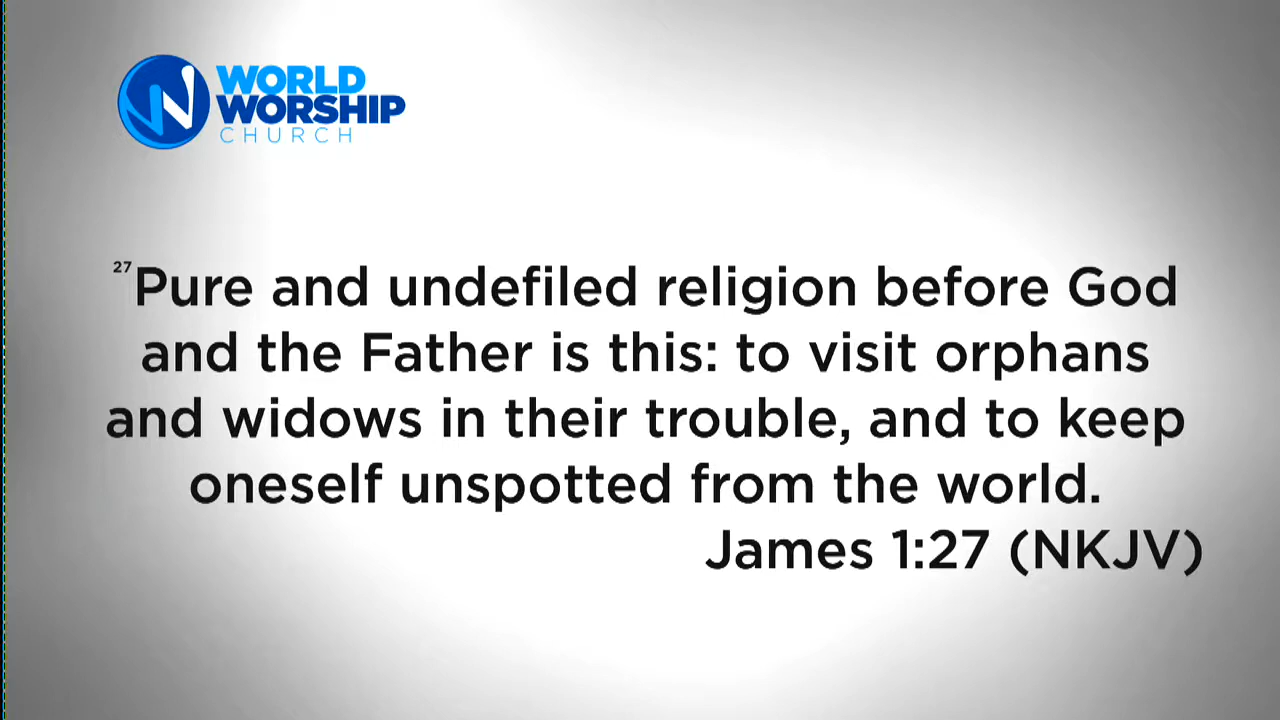 WORLD
WORSHIP
CHURCH
27Pure and undefiled religion before God
and the Father is this: to visit orphans
and widows in their trouble, and to keep
oneself unspotted from the world.
James 1:27 (NKJV)